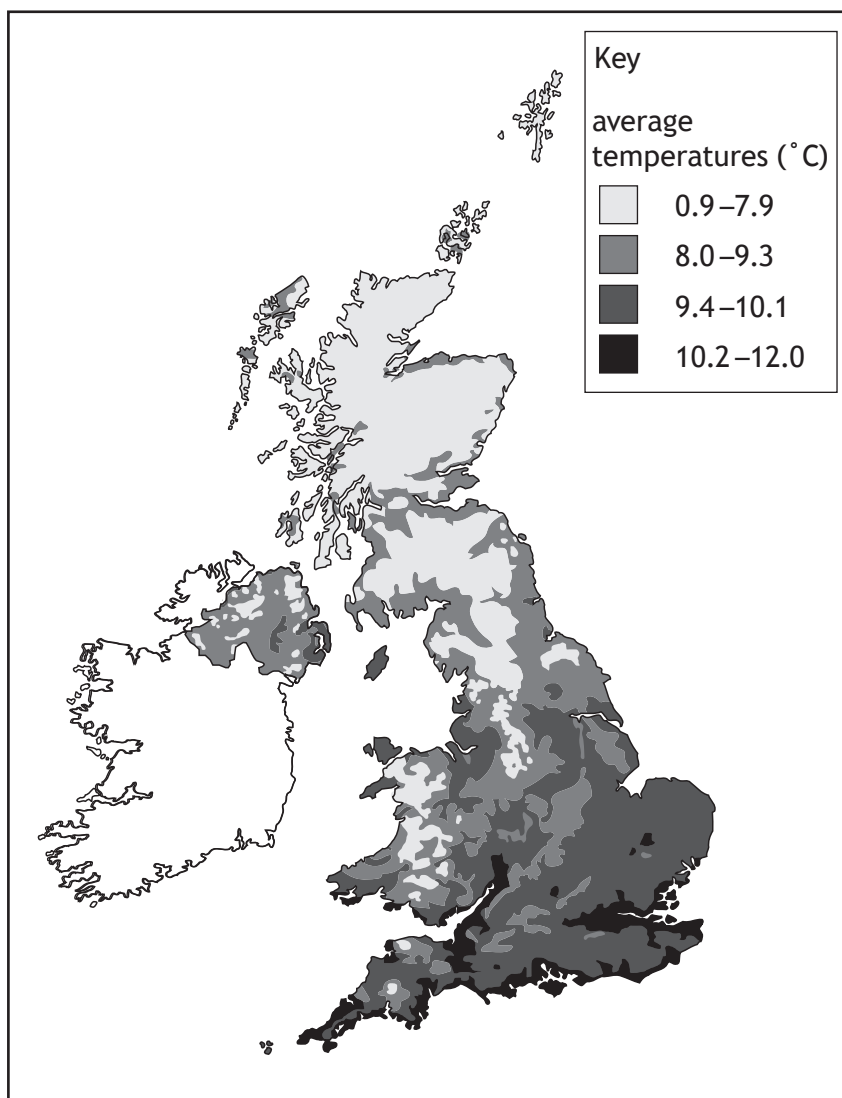 Key
average
temperatures (˚C)
0.9–7.9
8.0–9.3
9.4–10.1
10.2–12.0